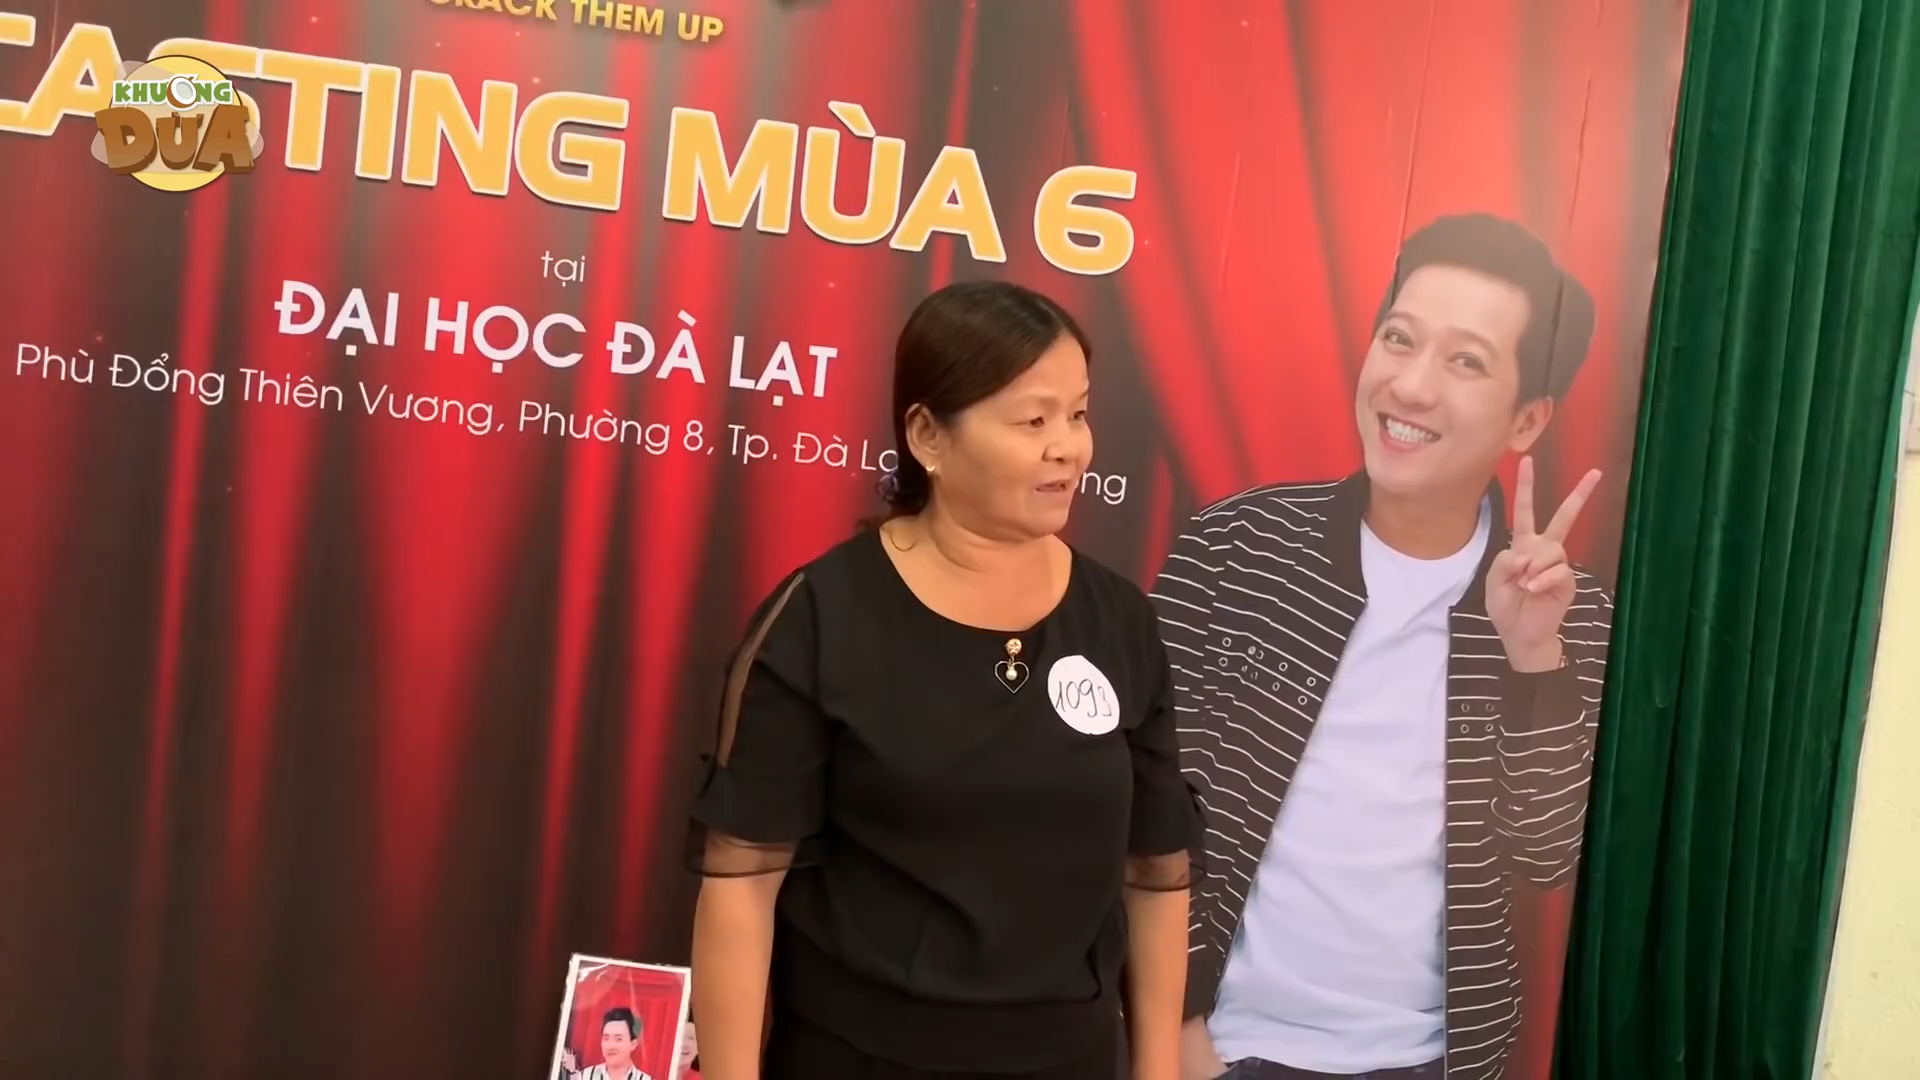 CRACK THEM UP
CASTING MÙA 6
KHƯƠNG
DỪA
tại
ĐẠI HỌC ĐÀ LẠT
Phù Đổng Thiên Vương, Phường 8, Tp. Đà
1093